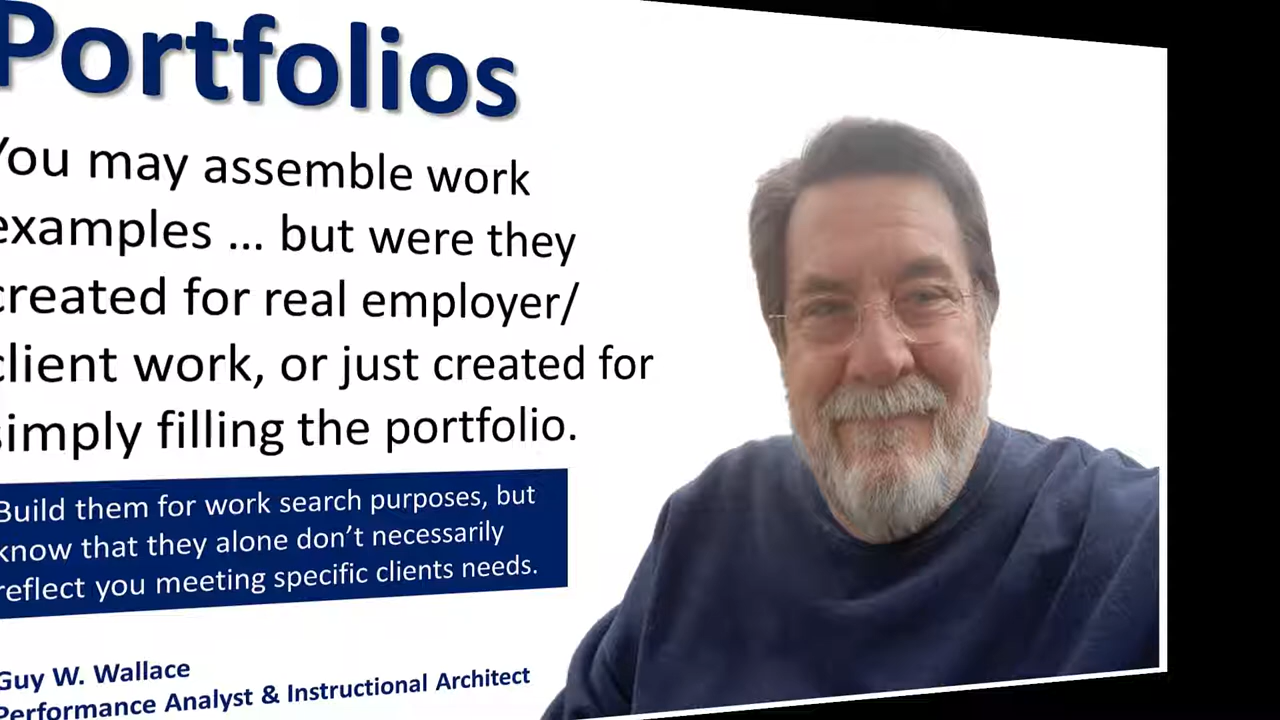 Portfolios
You may assemble work
examples ... but were they
created for real employer/
client work, or just created for
simply filling the portfolio.
Build them for work search purposes, but
know that they alone don’t necessarily
reflect you meeting specific clients needs.
Guy W. Wallace
Performance Analyst & Instructional Architect